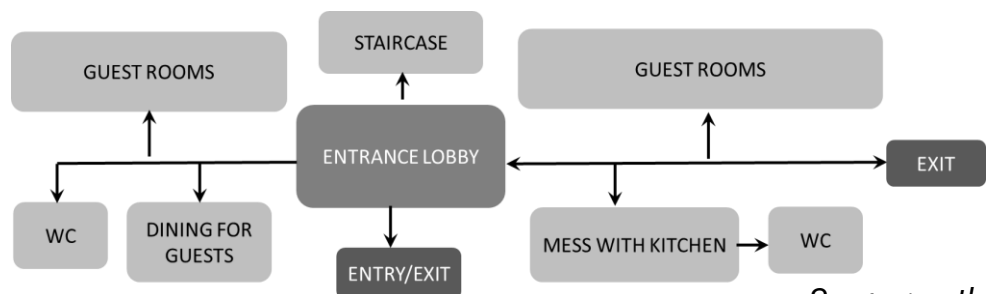 STAIRCASE
GUEST ROOMS
GUEST ROOMS
ENTRANCE LOBBY
EXIT
WC
DINING FOR
GUESTS
MESS WITH KITCHEN
WC
ENTRY/EXIT